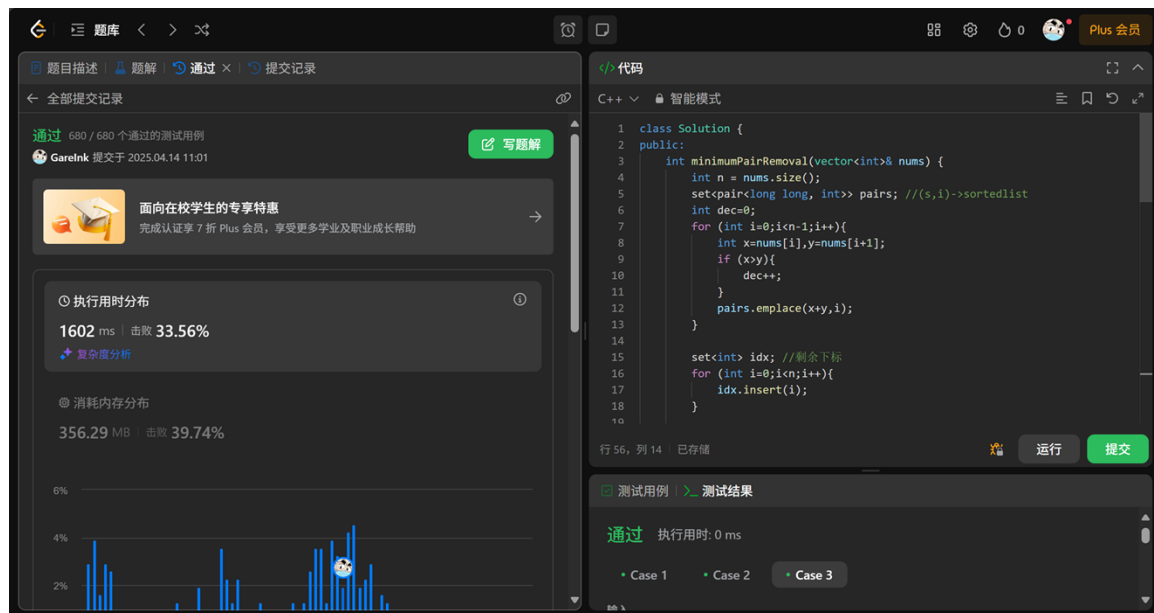 题库 0 Plus 会员
题目描述 题解 通过 提交记录
全部提交记录
通过 680 / 680 个通过的测试用例
GareInk 提交于 2025.04.14 11:01
写题解
面向在校学生的专享特惠
完成认证享 7 折 Plus 会员，享受更多学业及职业成长帮助
执行用时分布
1602 ms 击败 33.56%
复杂度分析
消耗内存分布
356.29 MB 击败 39.74%
6%
4%
2%
</>代码
C++ 智能模式
1 class Solution {
2 public:
3 int minimumPairRemoval(vector<int>& nums) {
4 int n = nums.size();
5 set<pair<long long, int>> pairs; //(s,i)->sortedlist
6 int dec=0;
7 for (int i=0;i<n-1;i++){
8 int x=nums[i],y=nums[i+1];
9 if (x>y){
10 dec++;
11 }
12 pairs.emplace(x+y,i);
13 }
14
15 set<int> idx; //剩余下标
16 for (int i=0;i<n;i++){
17 idx.insert(i);
18 }
19
行 56，列 14 已存储
运行 提交
测试用例 >_ 测试结果
通过 执行用时: 0 ms
• Case 1 • Case 2 • Case 3